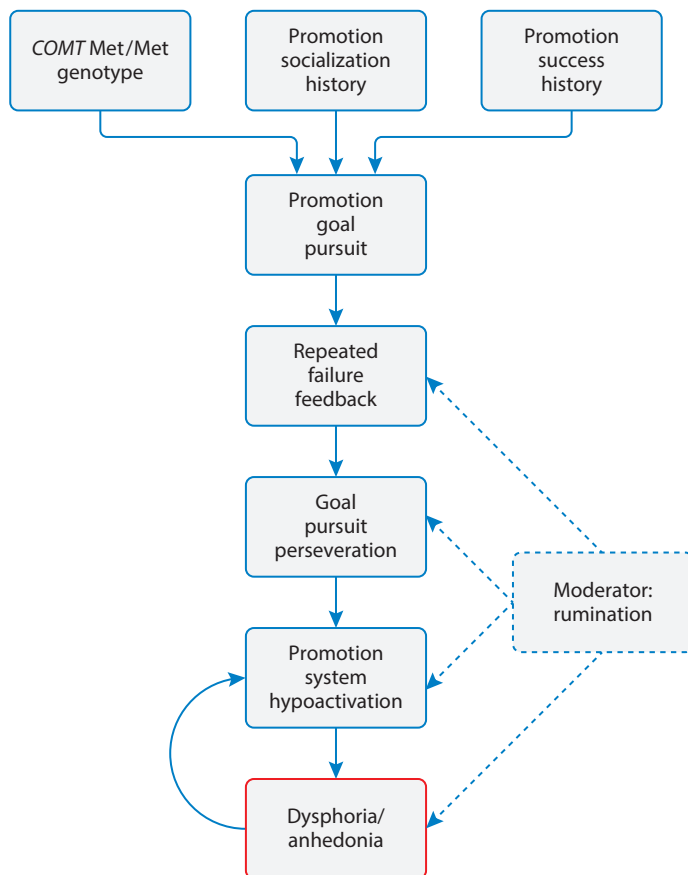 COMT Met/Met
genotype
Promotion
socialization
history
Promotion
success
history
Promotion
goal
pursuit
Repeated
failure
feedback
Goal
pursuit
perseveration
Moderator:
rumination
Promotion
system
hypoactivation
Dysphoria/
anhedonia